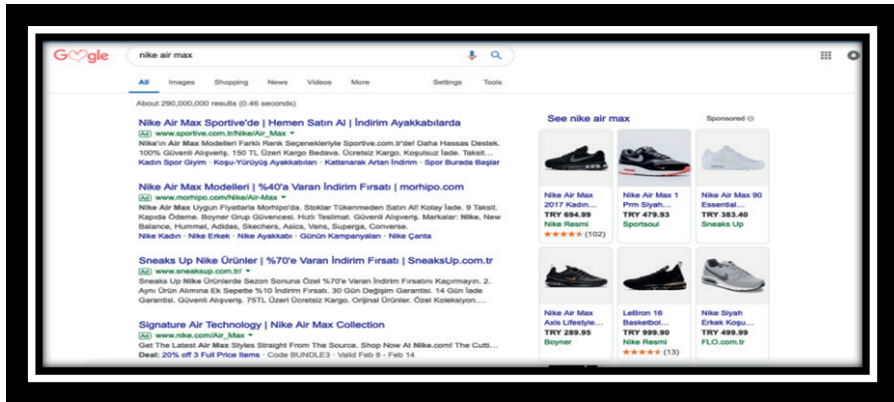 Google
nike air max
All Images Shopping News Videos More Settings Tools
About 290,000,000 results (0.46 seconds)
Nike Air Max Sportive'de | Hemen Satın Al | İndirim Ayakkabılarda
Ad www.sportive.com.tr/Nike/Air_Max
Nike'ın Air Max Modelleri Farklı Renk Seçenekleriyle Sportive.com.tr'de! Daha Hassas Destek.
100% Güvenli Alışveriş. 150 TL Üzeri Kargo Bedava. Ücretsiz Kargo. Koşulsuz İade. Taksit...
Kadın Spor Giyim · Koşu-Yürüyüş Ayakkabıları · Katlanarak Artan İndirim · Spor Burada Başlar
Nike Air Max Modelleri | %40'a Varan İndirim Fırsatı | morhipo.com
Ad www.morhipo.com/Nike/Air-Max
Nike Air Max Uygun Fiyatlarla Morhipo'da. Stoklar Tükenmeden Satın Al! Kolay İade. 9 Taksit.
Kapıda Ödeme. Boyner Grup Güvencesi. Hızlı Teslimat. Güvenli Alışveriş. Markalar: Nike, New
Balance, Hummel, Adidas, Skechers, Asics, Vans, Superga, Converse.
Nike Kadın · Nike Erkek · Nike Ayakkabı · Günün Kampanyaları · Nike Çanta
Sneaks Up Nike Ürünler | %70'e Varan İndirim Fırsatı | SneaksUp.com.tr
Ad www.sneaksup.com.tr/
Sneaks Up Nike Ürünlerde Sezon Sonuna Özel %70'e Varan İndirim Fırsatını Kaçırmayın. 2.
Aynı Ürün Alımına Ek Sepette %10 İndirim Fırsatı. 30 Gün Değişim Garantisi. 14 Gün İade
Garantisi. Güvenli Alışveriş. 75TL Üzeri Ücretsiz Kargo. Orijinal Ürünler. Özel Koleksiyon....
Signature Air Technology | Nike Air Max Collection
Ad www.nike.com/Air_Max
Get The Latest Air Max Styles Straight From The Source. Shop Now At Nike.com! The Cutti...
Deal: 20% off 3 Full Price Items · Code BUNDLE3 · Valid Feb 8 - Feb 14
See nike air max Sponsored
Nike Air Max
2017 Kadın...
TRY 694.99
Nike Resmi
(102)
Nike Air Max 1
Prm Siyah...
TRY 479.93
Sportsoul
Nike Air Max 90
Essential...
TRY 383.40
Sneaks Up
Nike Air Max
Axis Lifestyle...
TRY 289.95
Boyner
LeBron 16
Basketbol...
TRY 999.90
Nike Resmi
(13)
Nike Siyah
Erkek Koşu...
TRY 499.99
FLO.com.tr